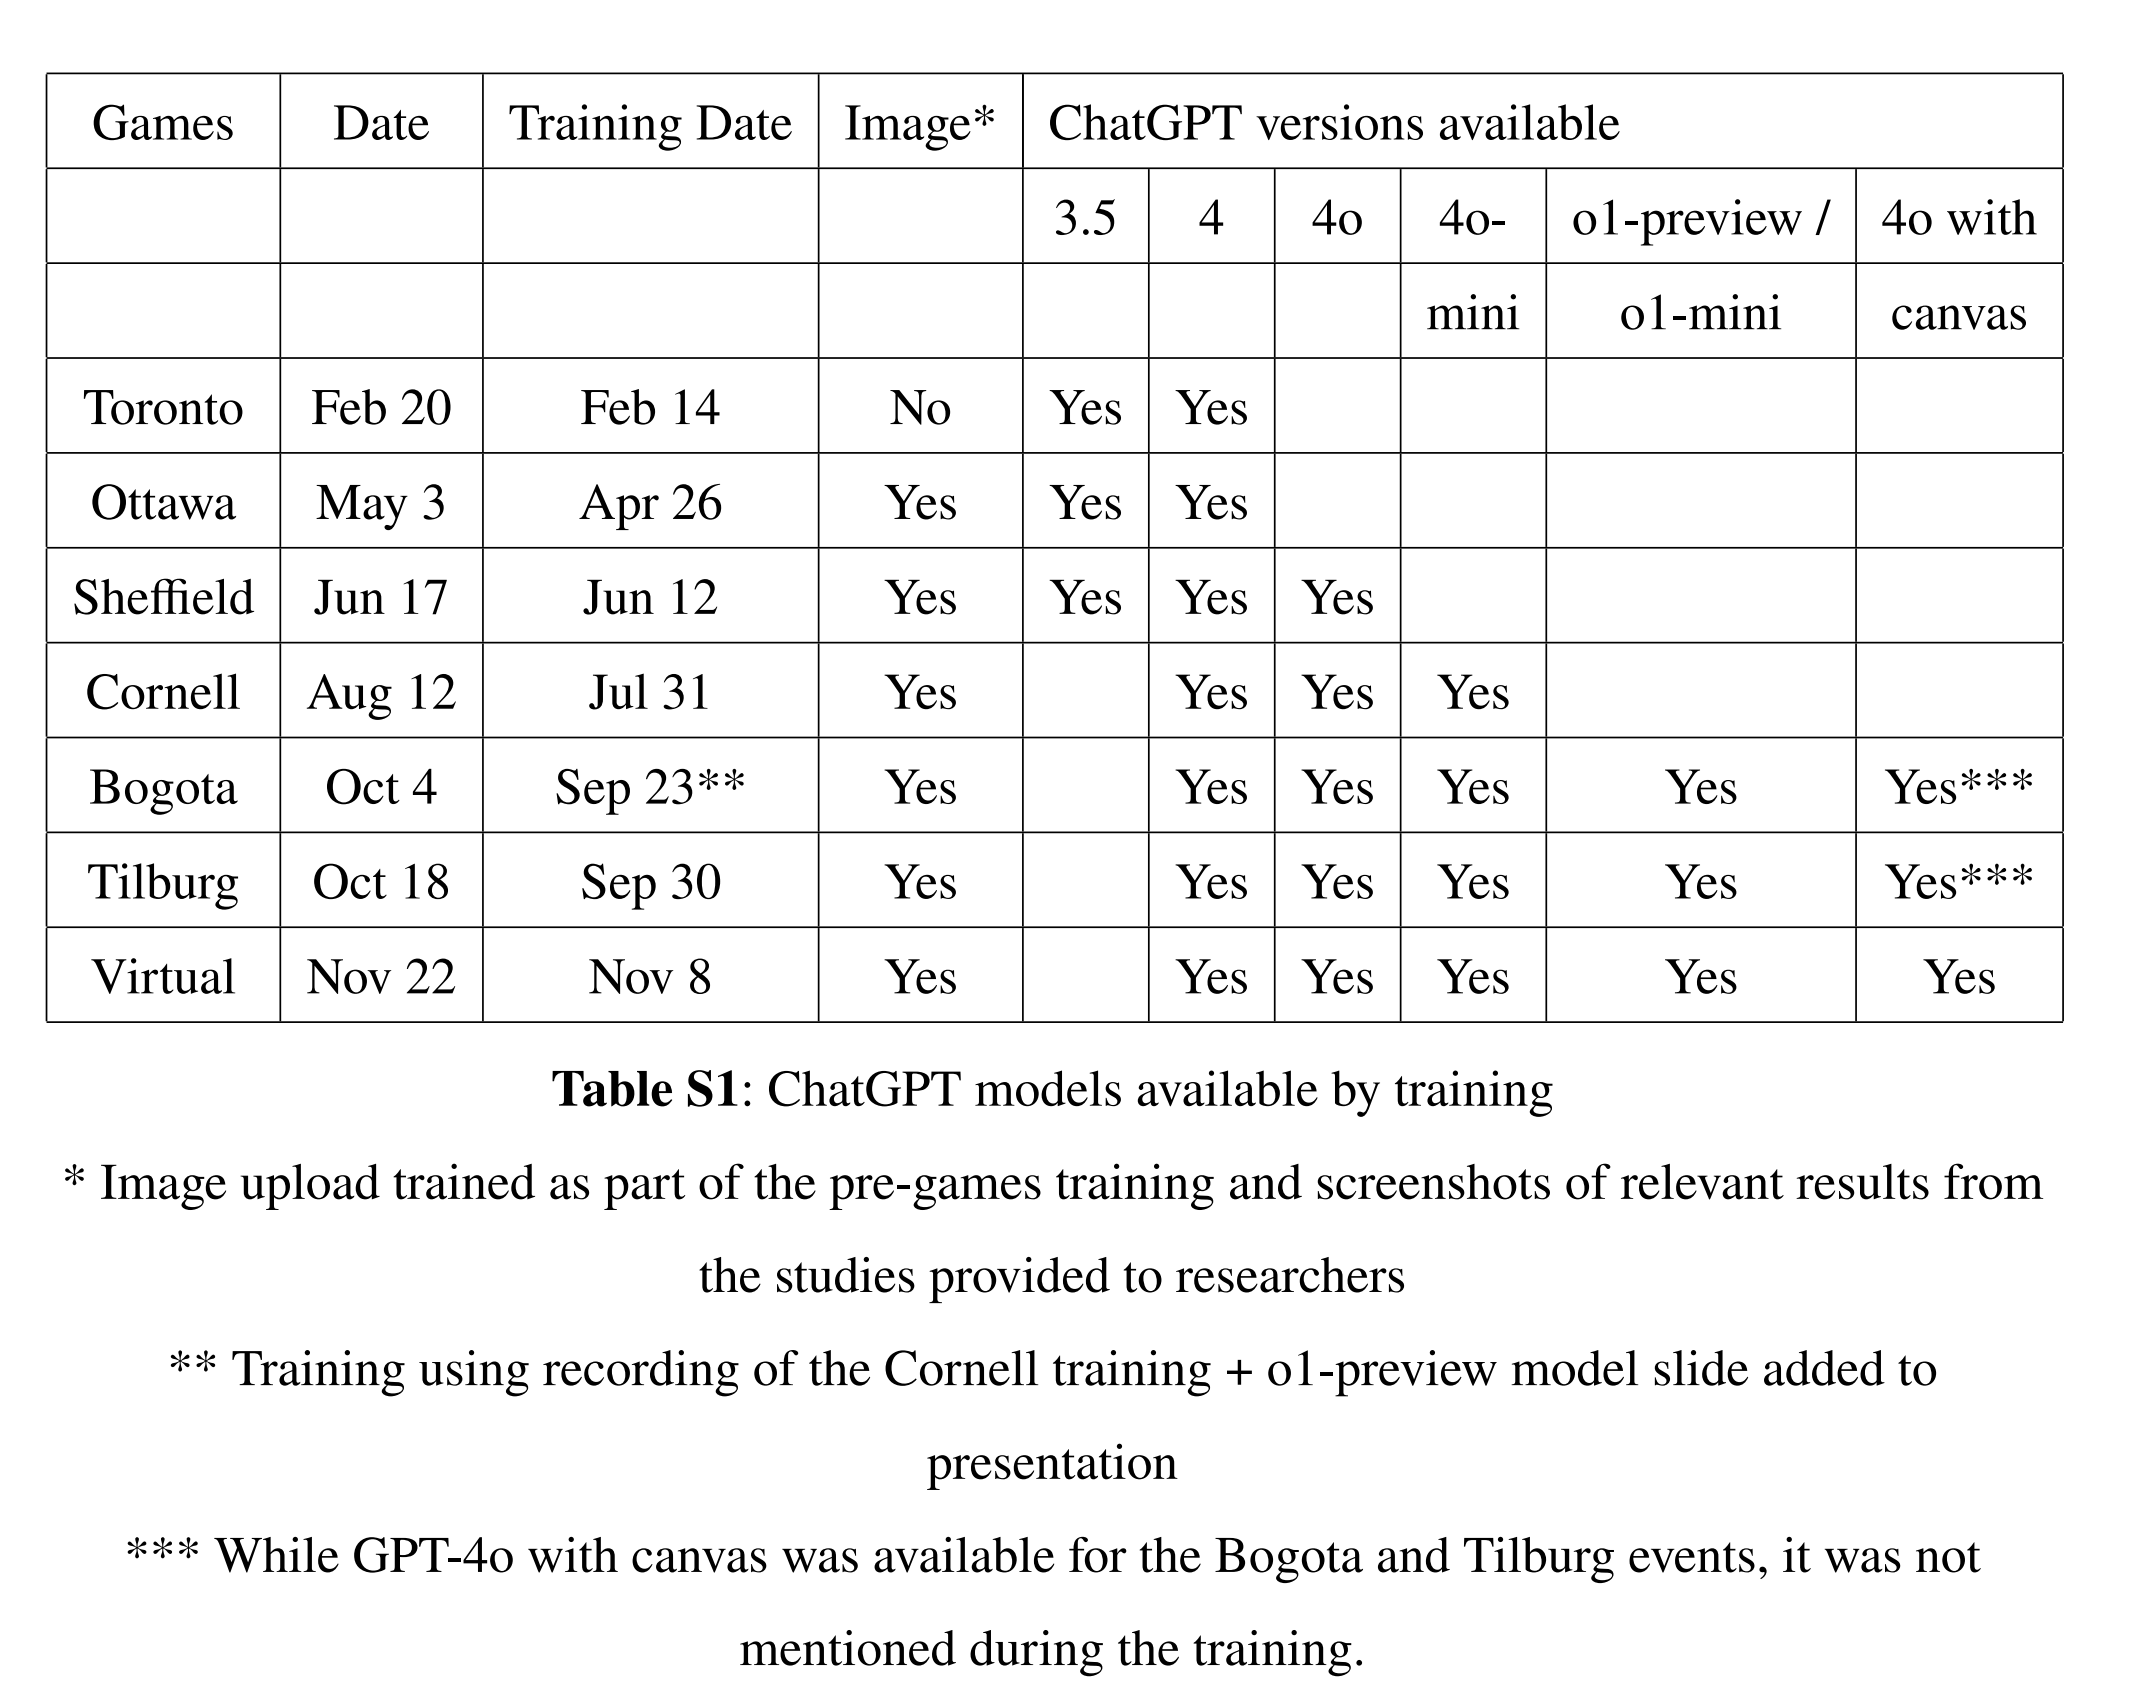 Games Date Training Date Image* ChatGPT versions available
3.5 4 4o 4o- o1-preview / 4o with
mini o1-mini canvas
Toronto Feb 20 Feb 14 No Yes Yes
Ottawa May 3 Apr 26 Yes Yes Yes
Sheffield Jun 17 Jun 12 Yes Yes Yes Yes
Cornell Aug 12 Jul 31 Yes Yes Yes Yes
Bogota Oct 4 Sep 23** Yes Yes Yes Yes Yes Yes***
Tilburg Oct 18 Sep 30 Yes Yes Yes Yes Yes Yes***
Virtual Nov 22 Nov 8 Yes Yes Yes Yes Yes Yes
Table S1: ChatGPT models available by training
* Image upload trained as part of the pre-games training and screenshots of relevant results from
the studies provided to researchers
** Training using recording of the Cornell training + o1-preview model slide added to
presentation
*** While GPT-4o with canvas was available for the Bogota and Tilburg events, it was not
mentioned during the training.